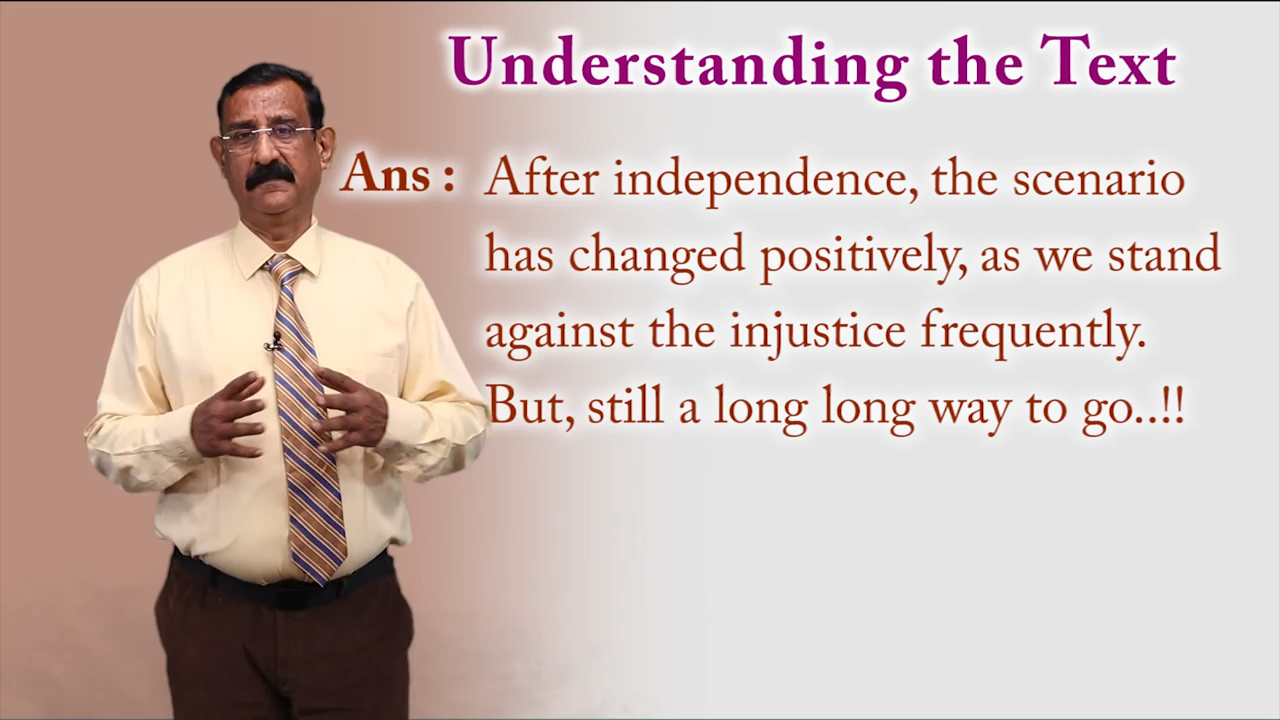 Understanding the Text
Ans : After independence, the scenario
has changed positively, as we stand
against the injustice frequently.
But, still a long long way to go..!!